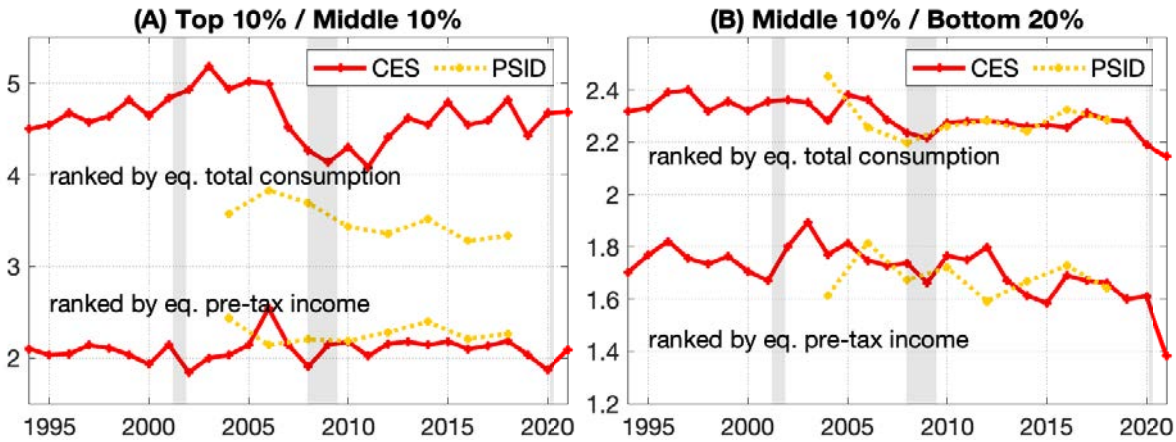 (A) Top 10% / Middle 10%
5
4
3
2
CES
PSID
ranked by eq. total consumption
ranked by eq. pre-tax income
1995
2000
2005
2010
2015
2020
(B) Middle 10% / Bottom 20%
2.4
2.2
2
1.8
1.6
1.4
1.2
CES
PSID
ranked by eq. total consumption
ranked by eq. pre-tax income
1995
2000
2005
2010
2015
2020